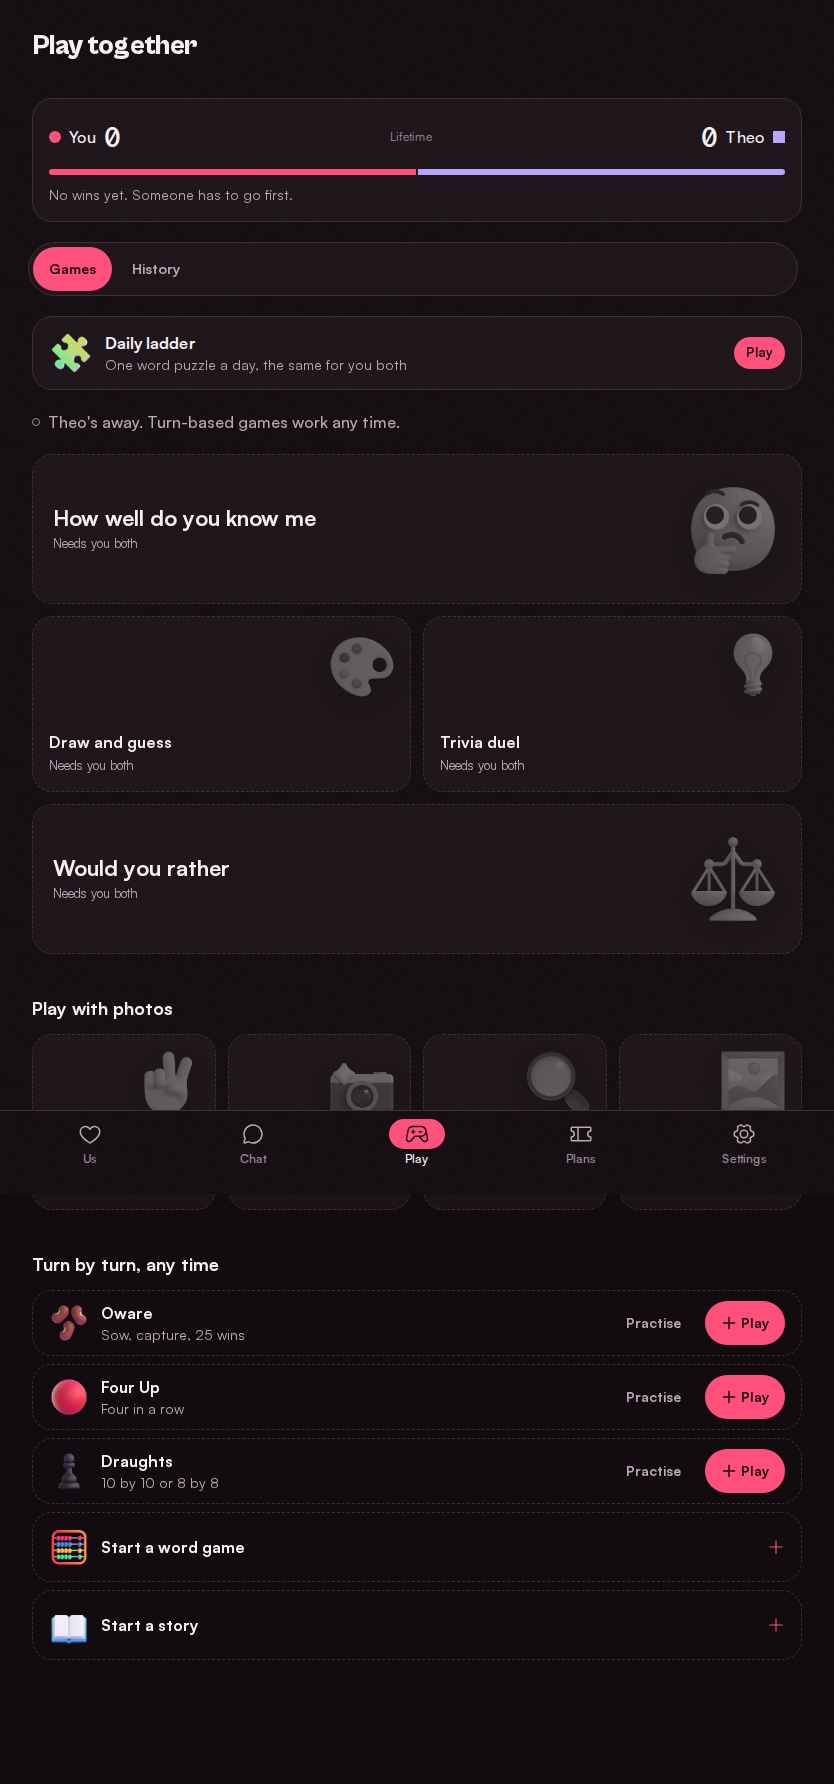 Play together
You 0
Lifetime
0 Theo
No wins yet. Someone has to go first.
Games
History
Daily ladder
One word puzzle a day, the same for you both
Play
Theo's away. Turn-based games work any time.
How well do you know me
Needs you both
Draw and guess
Needs you both
Trivia duel
Needs you both
Would you rather
Needs you both
Play with photos
Us
Chat
Play
Plans
Settings
Turn by turn, any time
Oware
Sow, capture, 25 wins
Practise
+ Play
Four Up
Four in a row
Practise
+ Play
Draughts
10 by 10 or 8 by 8
Practise
+ Play
Start a word game
+
Start a story
+